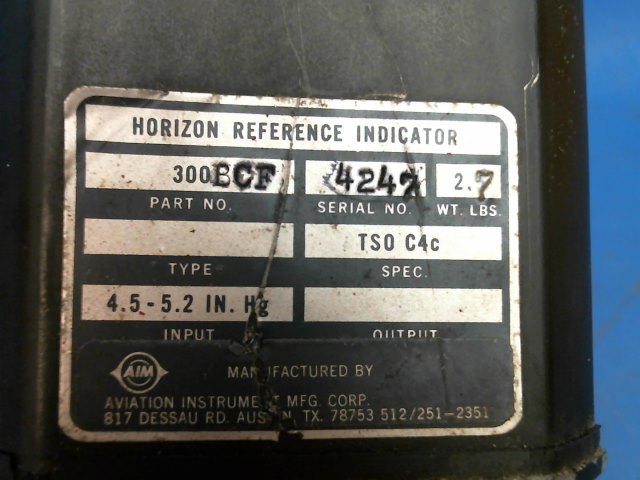 HORIZON REFERENCE INDICATOR
300BCF 4247 2.7
PART NO. SERIAL NO. WT. LBS.
TSO C4c
TYPE SPEC.
4.5-5.2 IN. Hg
INPUT OUTPUT
AIM MANUFACTURED BY
AVIATION INSTRUMENT MFG. CORP.
817 DESSAU RD. AUSTIN, TX. 78753 512/251-2351